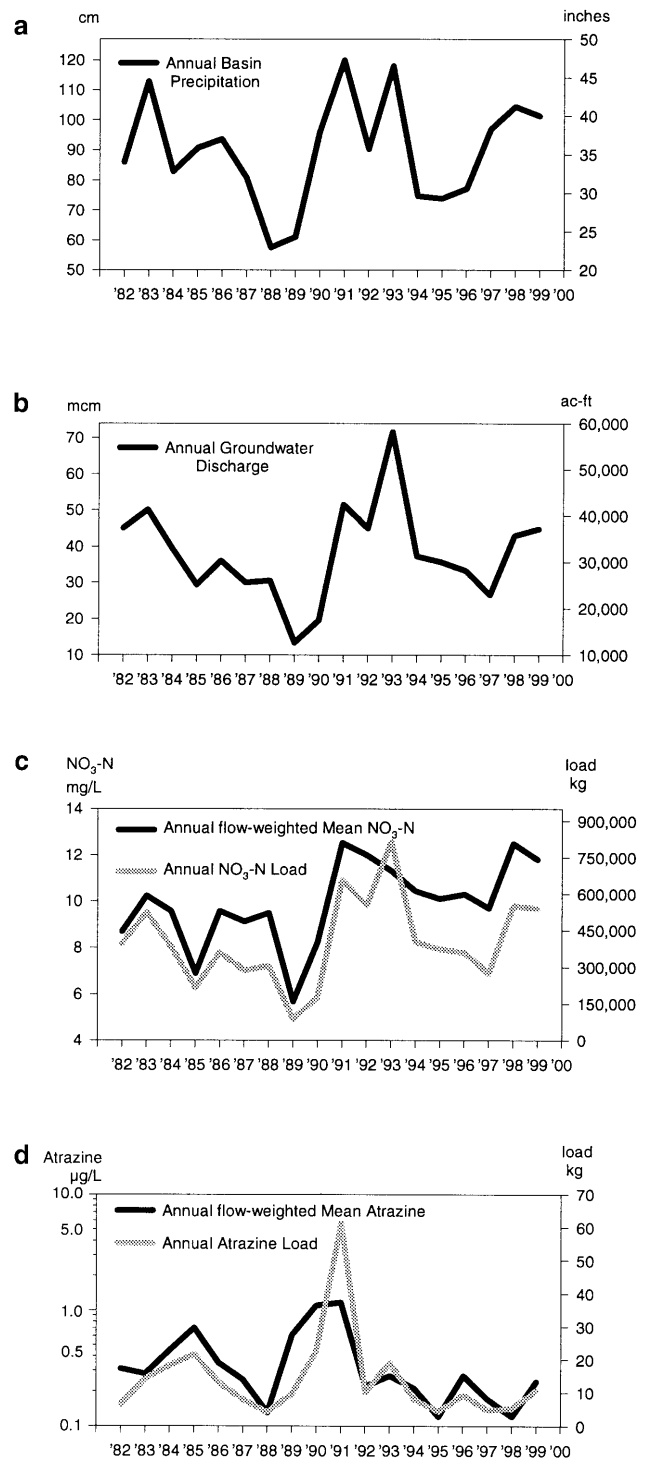 a
cm
inches
Annual Basin
Precipitation
120
110
100
90
80
70
60
50
50
45
40
35
30
25
20
'82 '83 '84 '85 '86 '87 '88 '89 '90 '91 '92 '93 '94 '95 '96 '97 '98 '99 '00
b
mcm
ac-ft
Annual Groundwater
Discharge
70
60
50
40
30
20
10
60,000
50,000
40,000
30,000
20,000
10,000
'82 '83 '84 '85 '86 '87 '88 '89 '90 '91 '92 '93 '94 '95 '96 '97 '98 '99 '00
c
NO₃-N
mg/L
load
kg
Annual flow-weighted Mean NO₃-N
Annual NO₃-N Load
14
12
10
8
6
4
900,000
750,000
600,000
450,000
300,000
150,000
0
'82 '83 '84 '85 '86 '87 '88 '89 '90 '91 '92 '93 '94 '95 '96 '97 '98 '99 '00
d
Atrazine
µg/L
load
kg
Annual flow-weighted Mean Atrazine
Annual Atrazine Load
10.0
5.0
1.0
0.5
0.1
70
60
50
40
30
20
10
0
'82 '83 '84 '85 '86 '87 '88 '89 '90 '91 '92 '93 '94 '95 '96 '97 '98 '99 '00